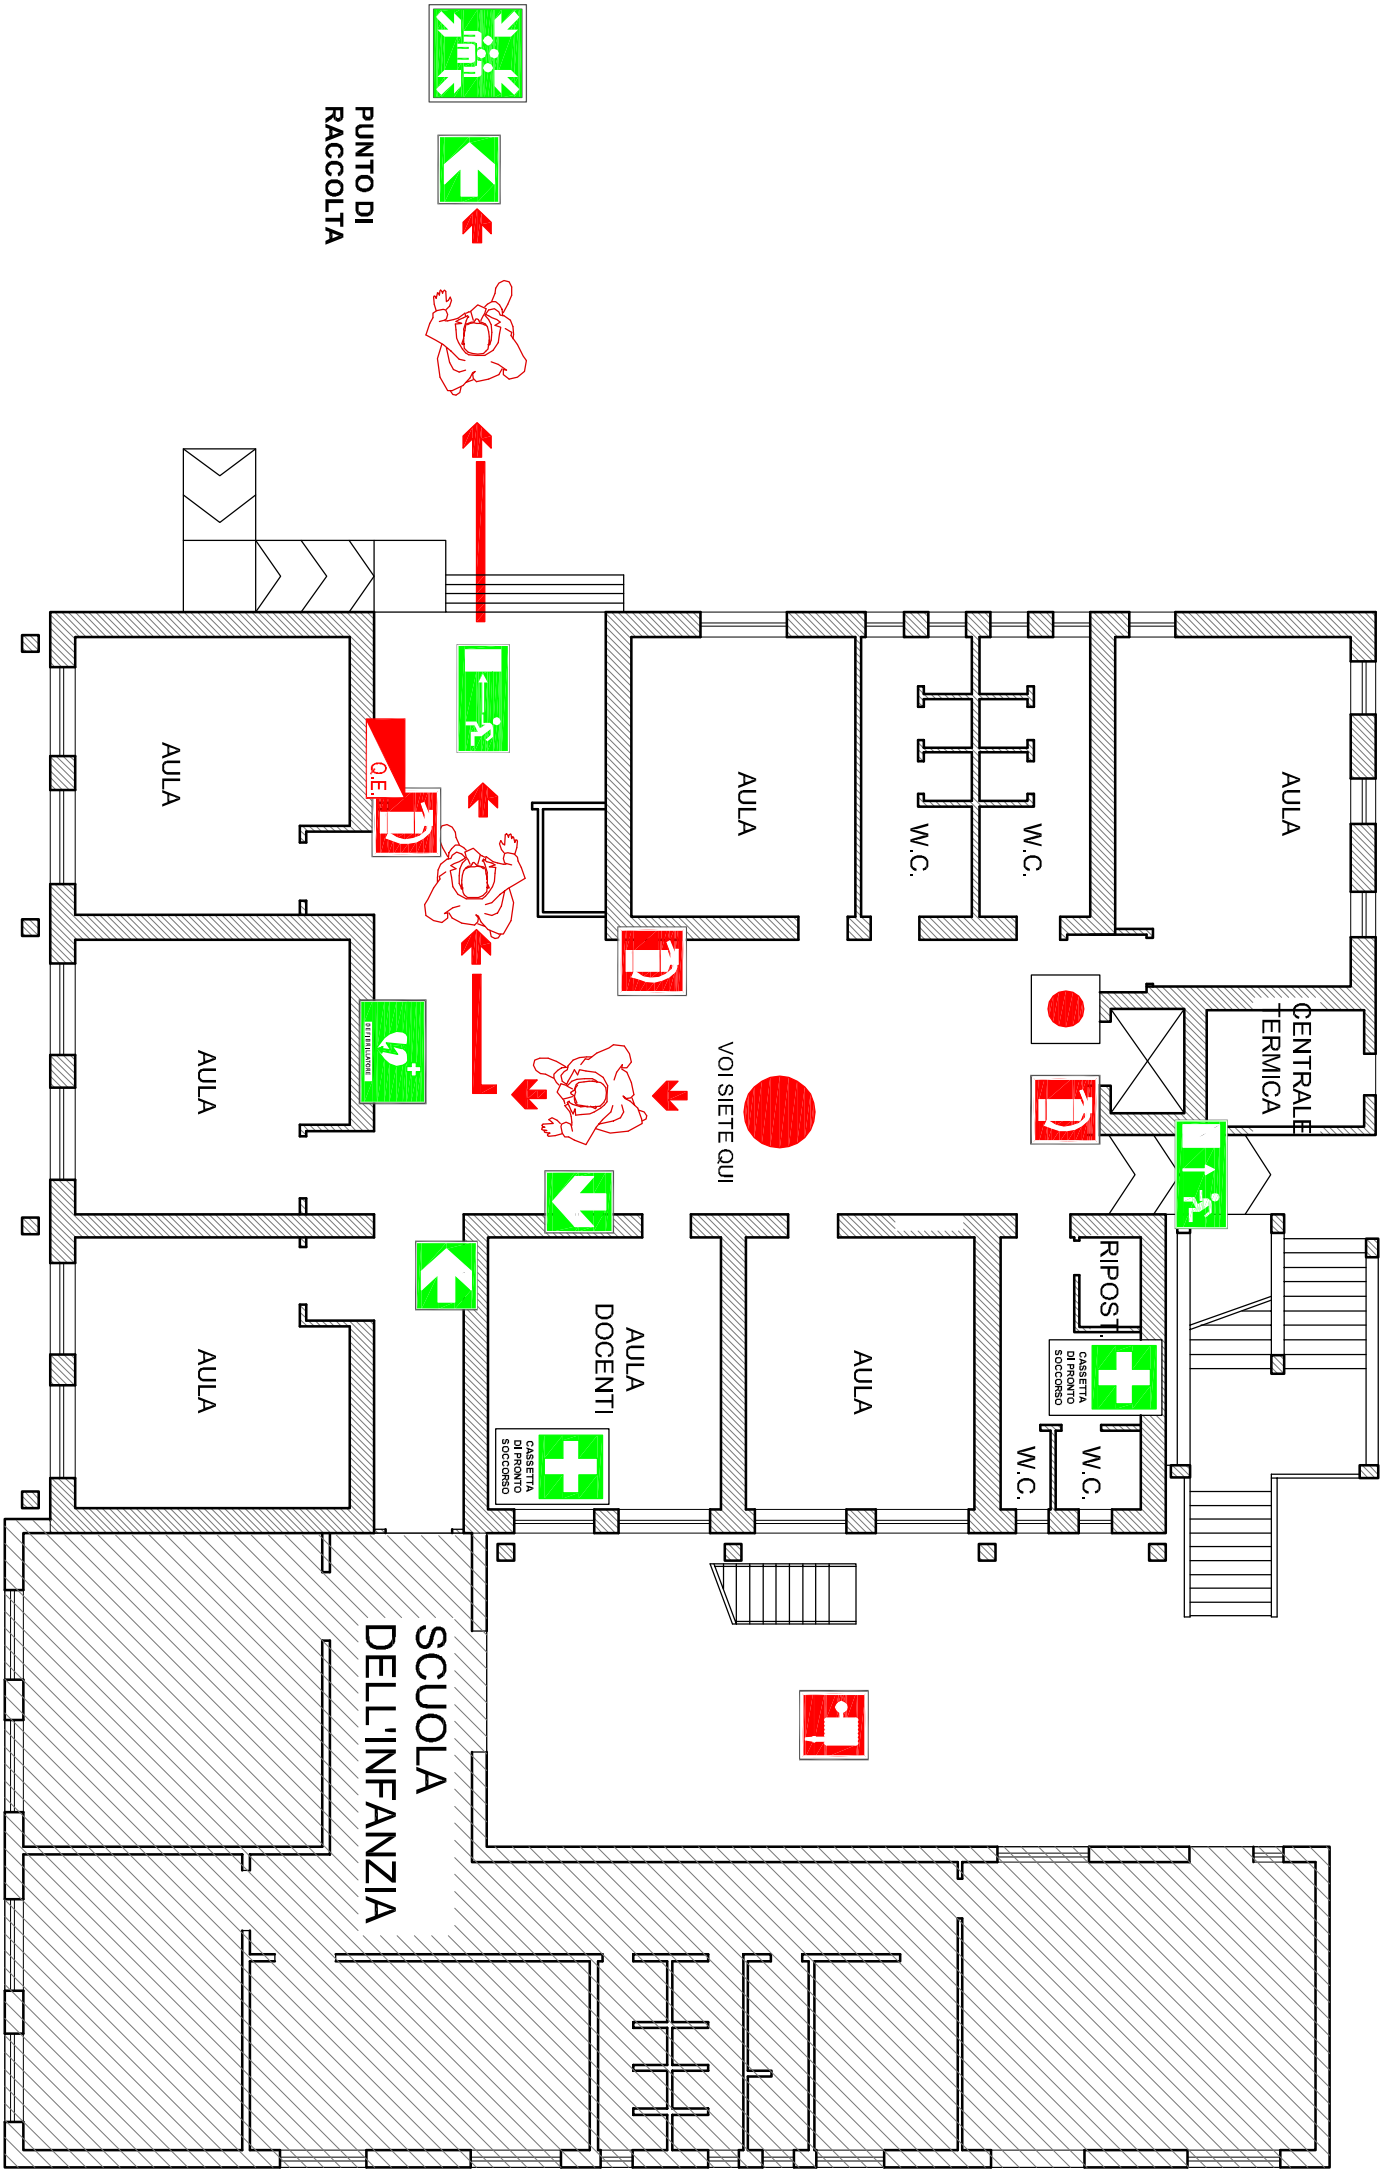 PUNTO DI
RACCOLTA
AULA
Q.E.
AULA
W.C.
W.C.
AULA
CENTRALE
TERMICA
DEFIBRILLATORE
AULA
VOI SIETE QUI
RIPOST.
AULA
AULA
DOCENTI
AULA
CASSETTA
DI PRONTO
SOCCORSO
CASSETTA
DI PRONTO
SOCCORSO
W.C.
W.C.
SCUOLA
DELL'INFANZIA